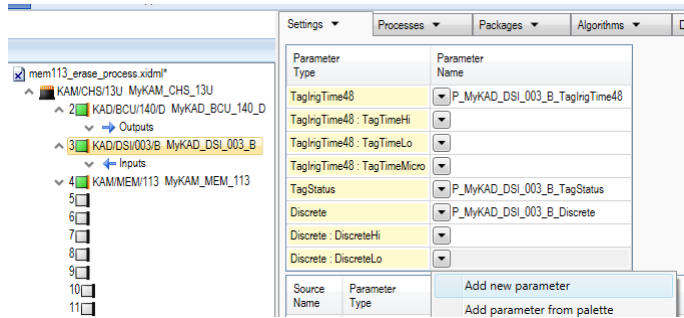 Settings
Processes
Packages
Algorithms
mem113_erase_process.xidml*
KAM/CHS/13U MyKAM_CHS_13U
2 KAD/BCU/140/D MyKAD_BCU_140_D
Outputs
3 KAD/DSI/003/B MyKAD_DSI_003_B
Inputs
4 KAM/MEM/113 MyKAM_MEM_113
5
6
7
8
9
10
11
Parameter Type
Parameter Name
TagIrigTime48 P_MyKAD_DSI_003_B_TagIrigTime48
TagIrigTime48 : TagTimeHi
TagIrigTime48 : TagTimeLo
TagIrigTime48 : TagTimeMicro
TagStatus P_MyKAD_DSI_003_B_TagStatus
Discrete P_MyKAD_DSI_003_B_Discrete
Discrete : DiscreteHi
Discrete : DiscreteLo
Source Name
Parameter Type
Add new parameter
Add parameter from palette